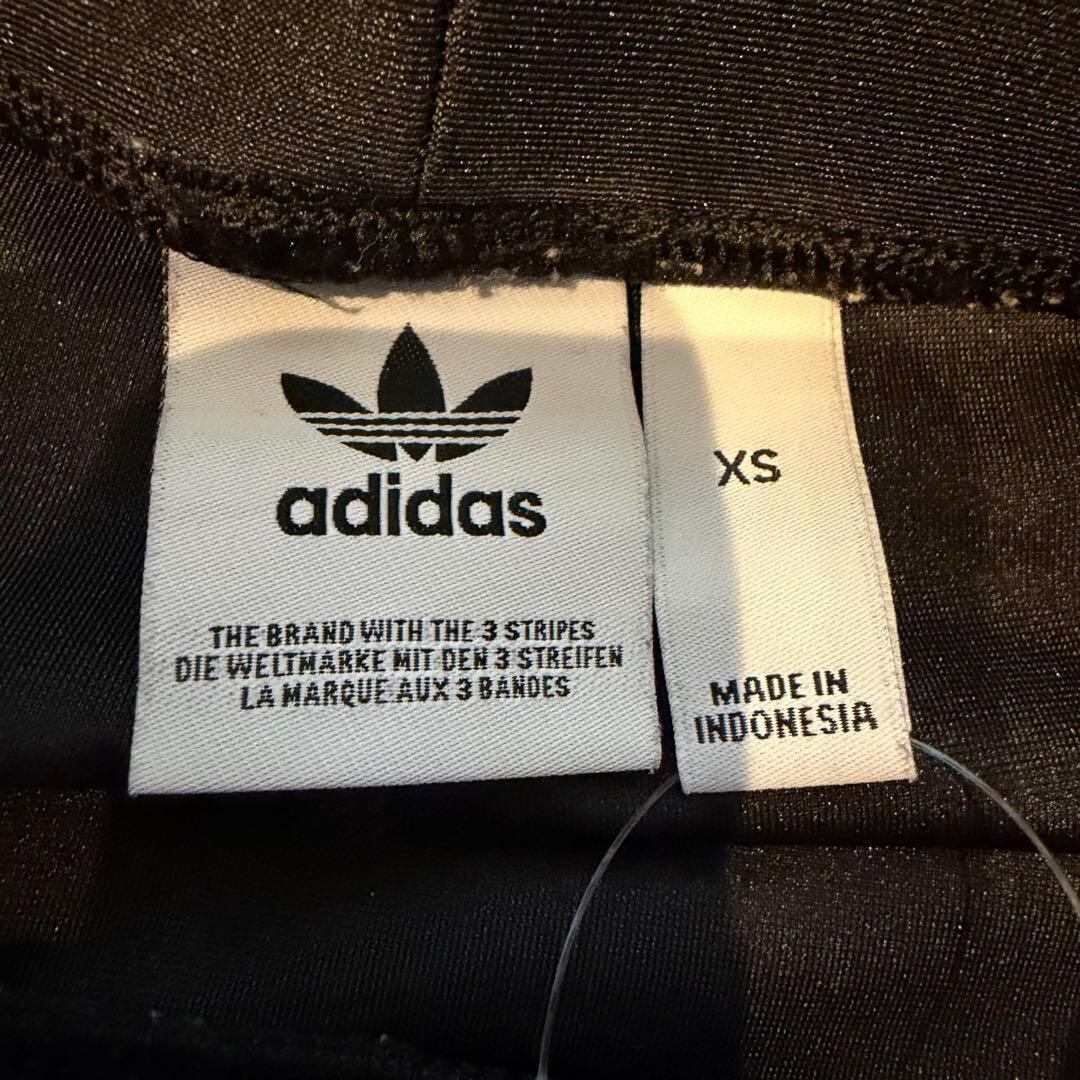 adidas
THE BRAND WITH THE 3 STRIPES
DIE WELTMARKE MIT DEN 3 STREIFEN
LA MARQUE AUX 3 BANDES
XS
MADE IN
INDONESIA